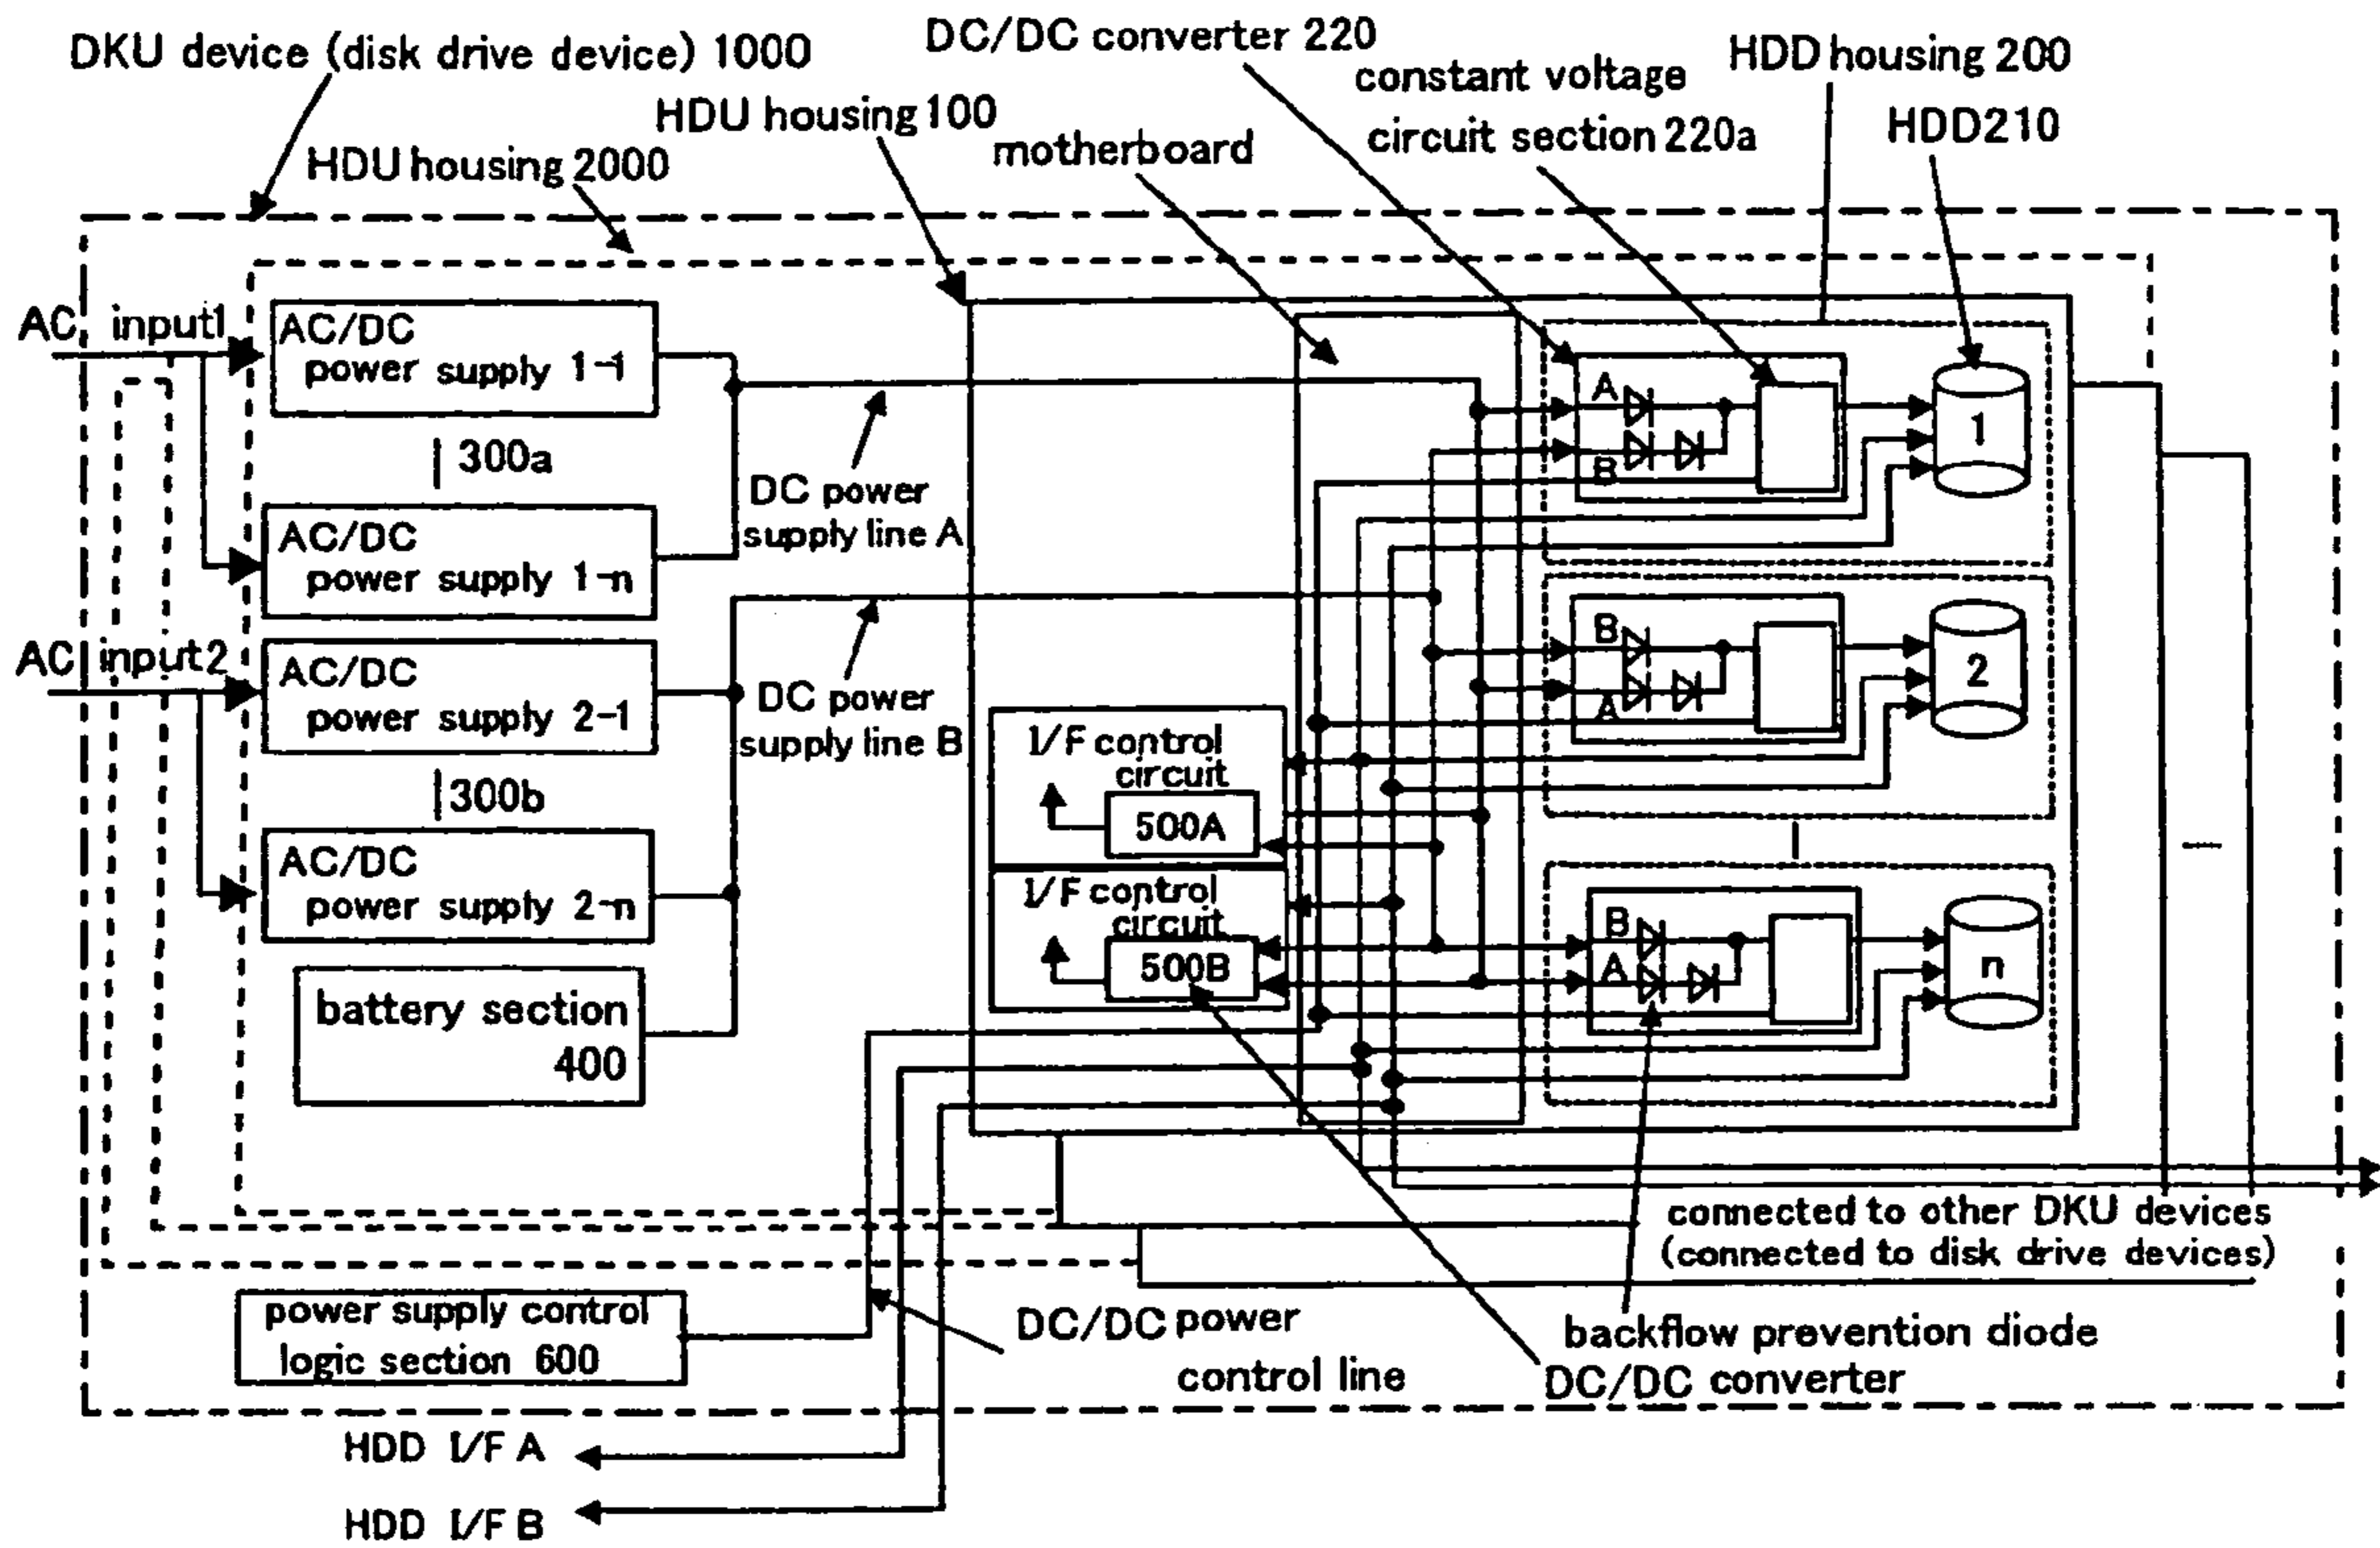 DKU device (disk drive device) 1000
DC/DC converter 220
HDD housing 200
constant voltage
circuit section 220a
HDU housing 100
HDD210
motherboard
HDU housing 2000
AC input1
AC/DC
power supply 1-1
300a
AC/DC
power supply 1-n
DC power
supply line A
AC input2
AC/DC
power supply 2-1
DC power
supply line B
300b
AC/DC
power supply 2-n
battery section
400
I/F control
circuit
500A
I/F control
circuit
500B
A
B
1
B
A
2
B
A
n
connected to other DKU devices
(connected to disk drive devices)
power supply control
logic section 600
DC/DC power
control line
backflow prevention diode
DC/DC converter
HDD I/F A
HDD I/F B